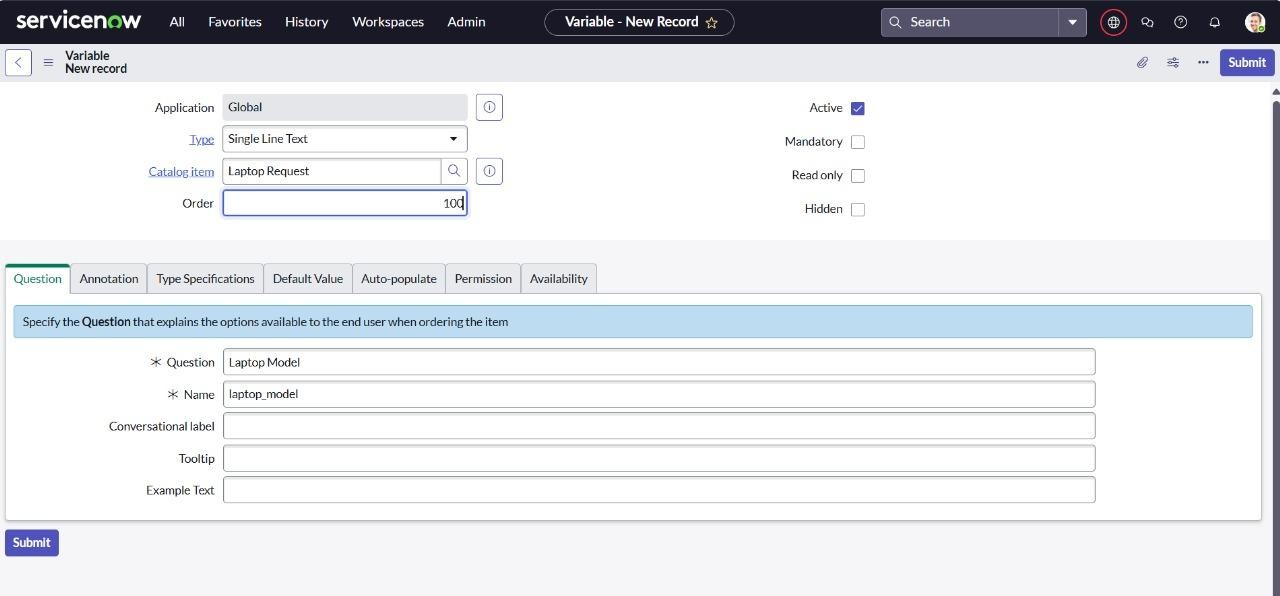 servicenow All Favorites History Workspaces Admin Variable - New Record Search
Variable
New record
Submit
Application Global
Active
Type Single Line Text
Mandatory
Catalog item Laptop Request
Read only
Order 100
Hidden
Question Annotation Type Specifications Default Value Auto-populate Permission Availability
Specify the Question that explains the options available to the end user when ordering the item
Question Laptop Model
Name laptop_model
Conversational label
Tooltip
Example Text
Submit